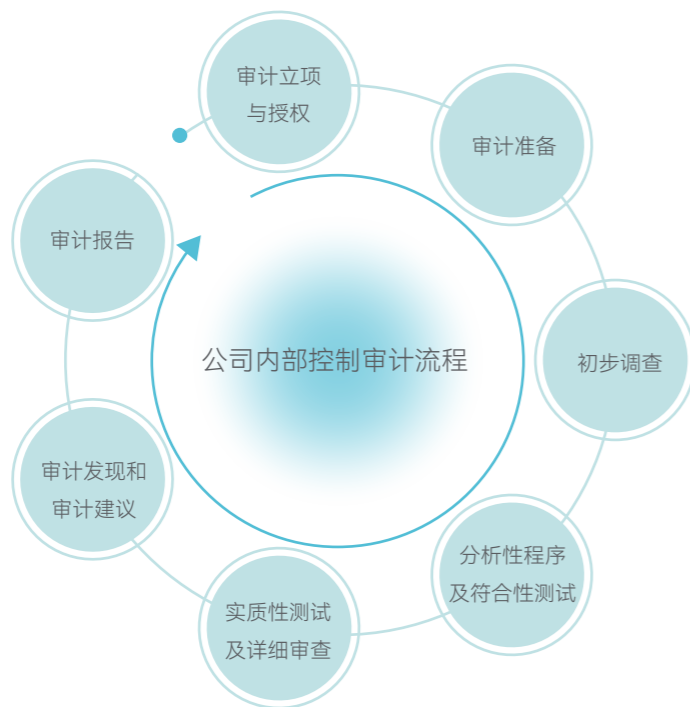 审计立项
与授权
审计准备
初步调查
分析性程序
及符合性测试
实质性测试
及详细审查
审计发现和
审计建议
审计报告
公司内部控制审计流程